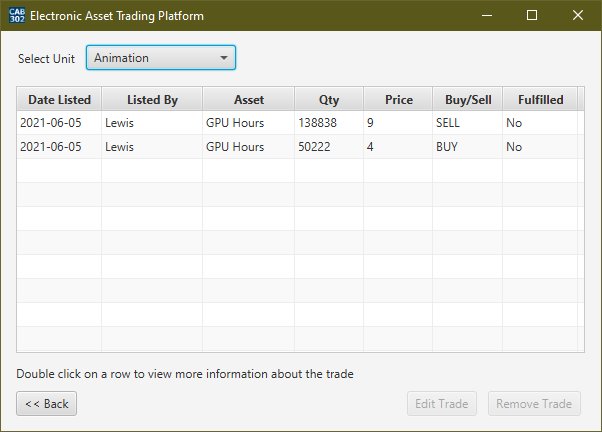 CAB 302 Electronic Asset Trading Platform
Select Unit Animation
Date Listed Listed By Asset Qty Price Buy/Sell Fulfilled
2021-06-05 Lewis GPU Hours 138838 9 SELL No
2021-06-05 Lewis GPU Hours 50222 4 BUY No
Double click on a row to view more information about the trade
<< Back Edit Trade Remove Trade